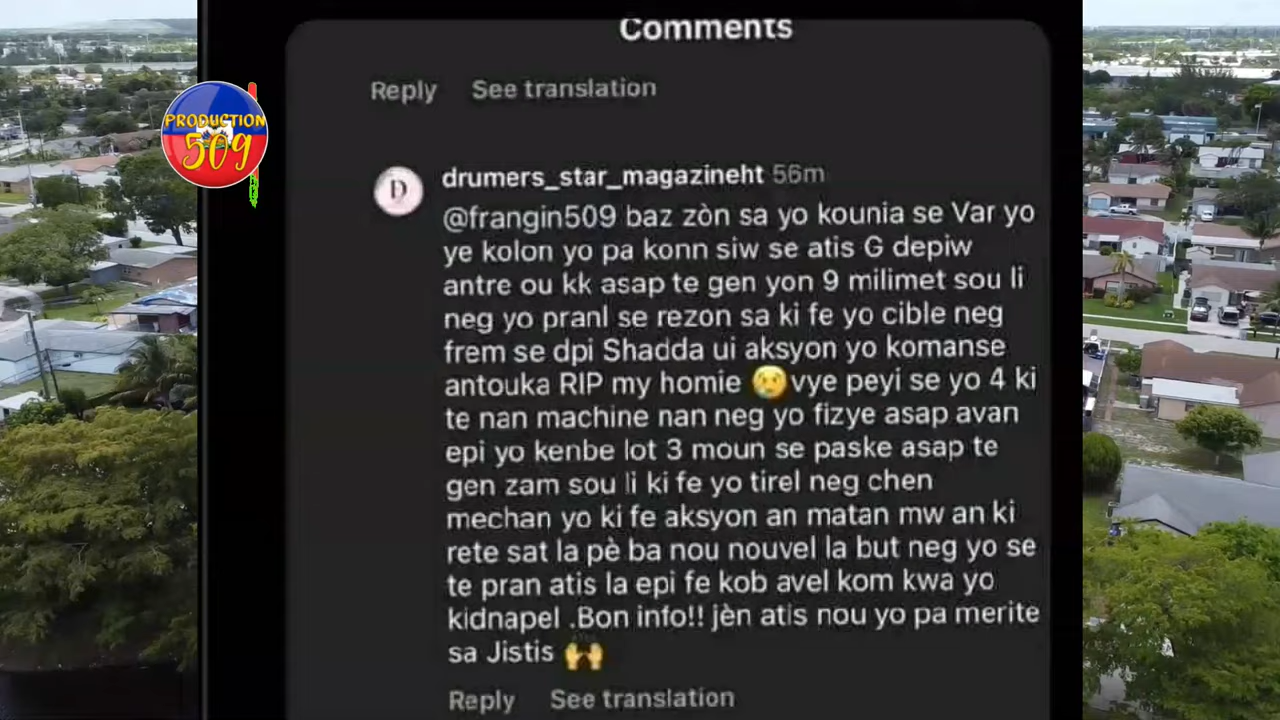 Comments
Reply See translation
PRODUCTION
509
drumers_star_magazineht 56m
D
@frangin509 baz zòn sa yo kounia se Var yo
ye kolon yo pa konn siw se atis G depiw
antre ou kk asap te gen yon 9 milimet sou li
neg yo pranl se rezon sa ki fe yo cible neg
frem se dpi Shadda ui aksyon yo komanse
antouka RIP my homie 😢vye peyi se yo 4 ki
te nan machine nan neg yo fizye asap avan
epi yo kenbe lot 3 moun se paske asap te
gen zam sou li ki fe yo tirel neg chen
mechan yo ki fe aksyon an matan mw an ki
rete sat la pè ba nou nouvel la but neg yo se
te pran atis la epi fe kob avel kom kwa yo
kidnapel .Bon info!! jèn atis nou yo pa merite
sa Jistis 🙌
Reply See translation